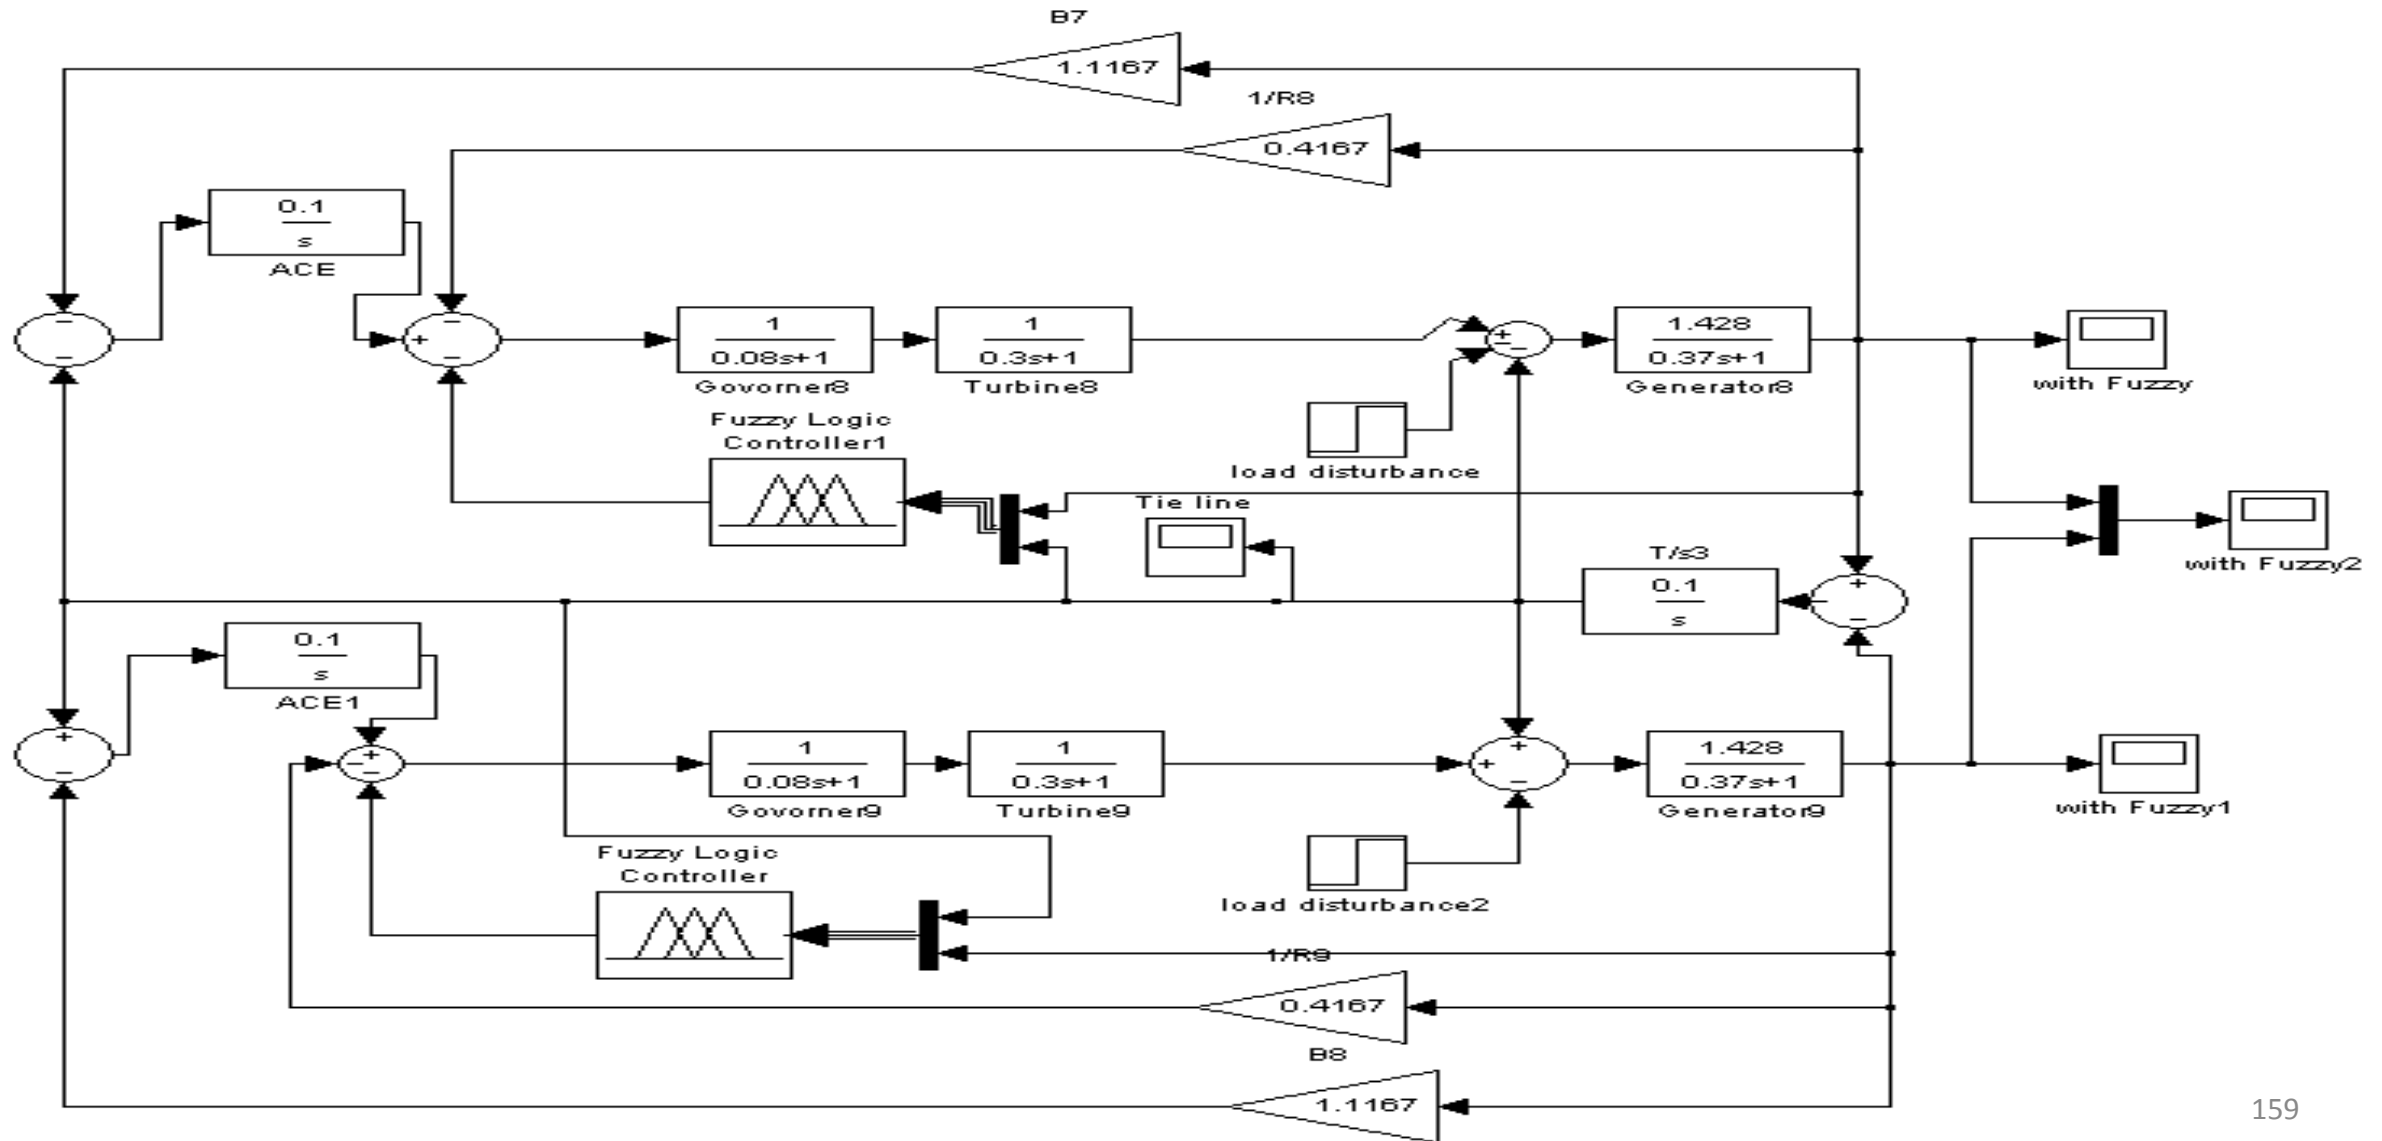 B7
1.1167
1/R8
0.4167
0.1
s
ACE
−
−
−
+
−
1
0.08s+1
Governer8
1
0.3s+1
Turbine8
+
−
−
1.428
0.37s+1
Generator8
with Fuzzy
Fuzzy Logic
Controller1
load disturbance
Tie line
T/s3
0.1
s
+
−
with Fuzzy2
0.1
s
ACE1
+
−
+
−
−
1
0.08s+1
Governer9
1
0.3s+1
Turbine9
+
+
−
1.428
0.37s+1
Generator9
with Fuzzy1
Fuzzy Logic
Controller
load disturbance2
1/R9
0.4167
B8
1.1167
159